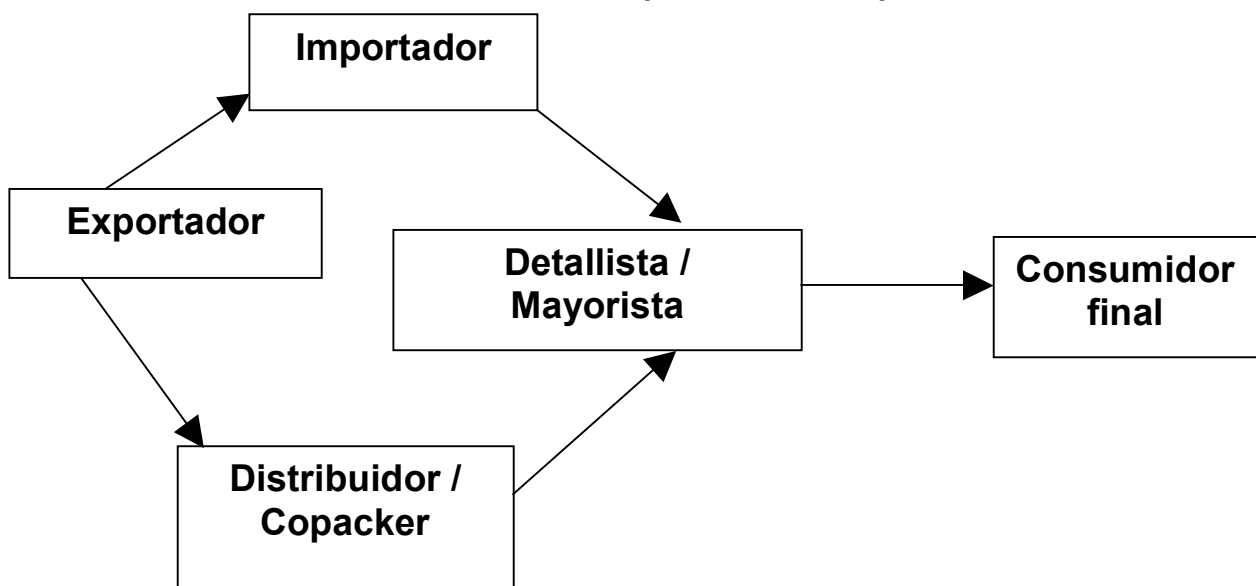 Importador
Exportador
Detallista /
Mayorista
Consumidor
final
Distribuidor /
Copacker